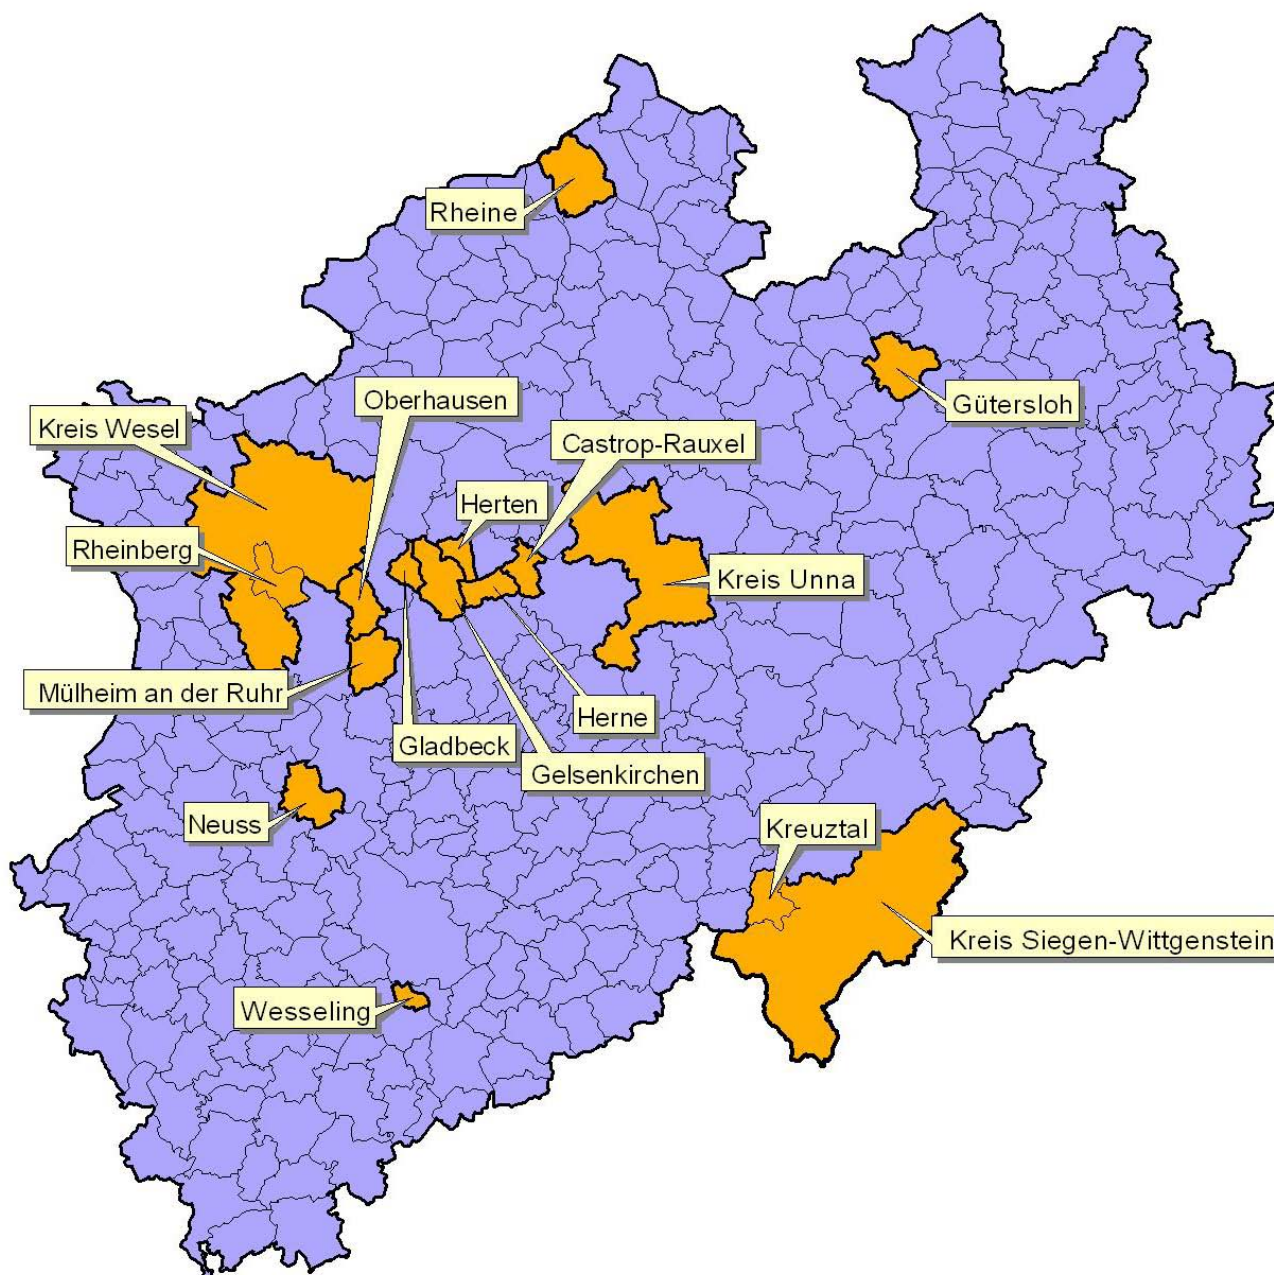 Rheine
Oberhausen
Gütersloh
Kreis Wesel
Castrop-Rauxel
Herten
Rheinberg
Kreis Unna
Mülheim an der Ruhr
Herne
Gladbeck
Gelsenkirchen
Neuss
Kreuztal
Kreis Siegen-Wittgenstein
Wesseling